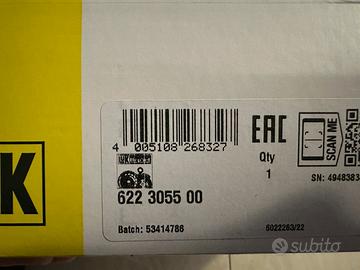 K
4 005108 268327
EAC
SCAN ME
Qty
1
SN: 4948383
622 3055 00
Batch: 53414786
6022263/22
subito